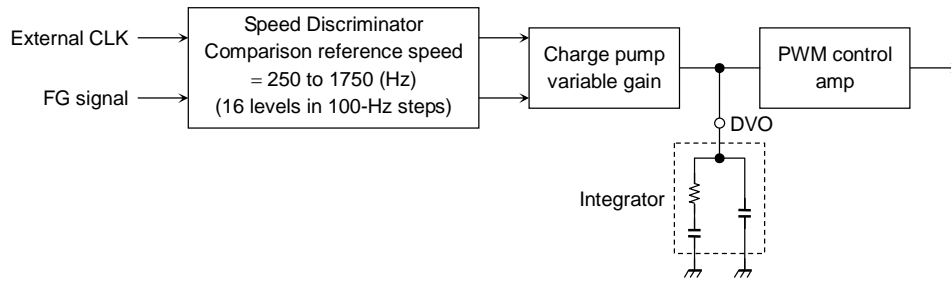 External CLK
FG signal
Speed Discriminator
Comparison reference speed
= 250 to 1750 (Hz)
(16 levels in 100-Hz steps)
Charge pump
variable gain
PWM control
amp
DVO
Integrator